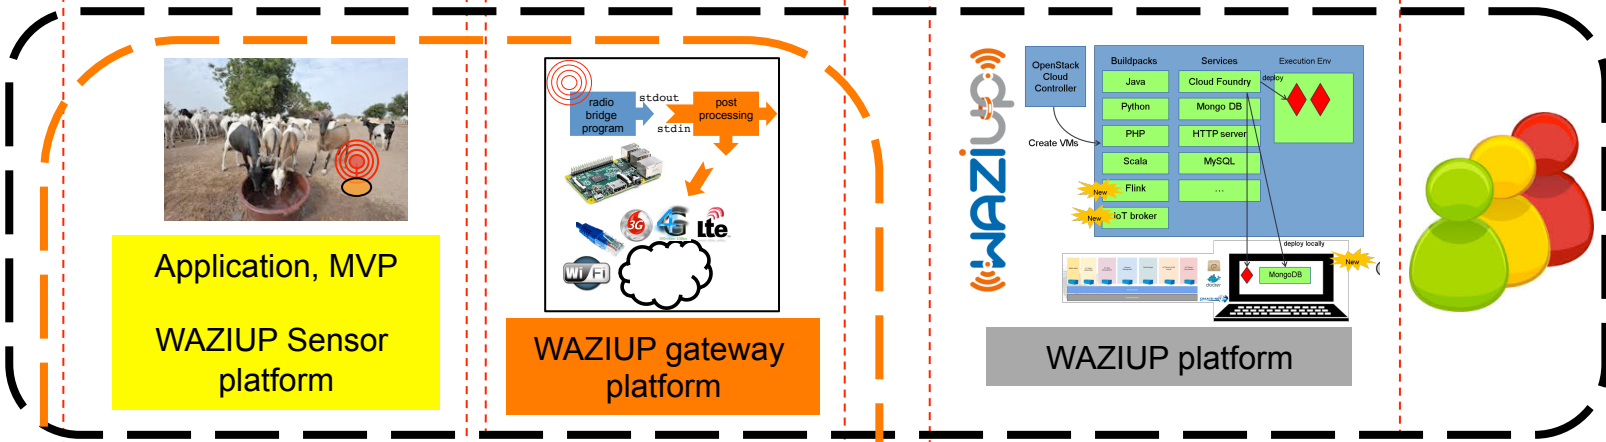 Application, MVP
WAZIUP Sensor
platform
radio
bridge
program
stdout
stdin
post
processing
3G
4G
Lte
Wi Fi
WAZIUP gateway
platform
WAZIUP
OpenStack
Cloud
Controller
Create VMs
Buildpacks
Java
Python
PHP
Scala
New
Flink
New
ioT broker
Services
Cloud Foundry
Mongo DB
HTTP server
MySQL
...
Execution Env
deploy
deploy locally
New
docker
MongoDB
WAZIUP platform